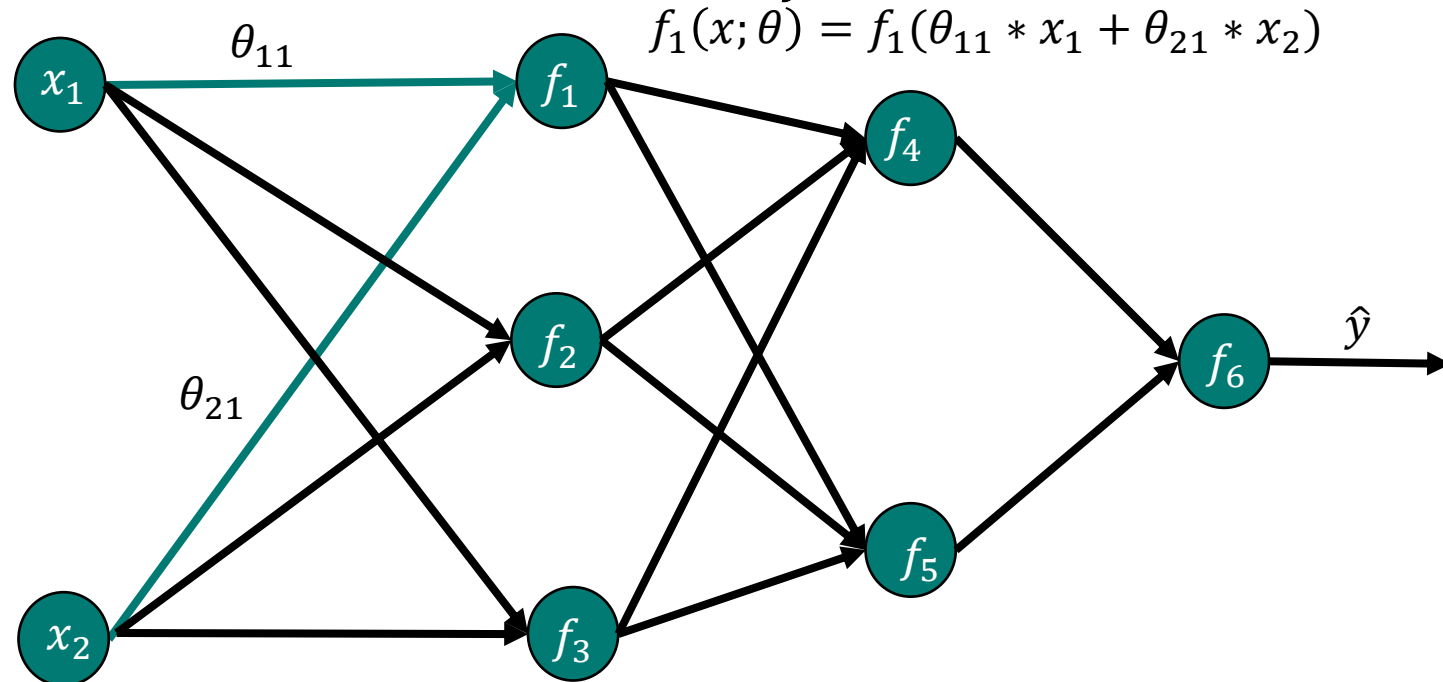 f₁(x; θ) = f₁(θ₁₁ * x₁ + θ₂₁ * x₂)
θ₁₁
x₁
f₁
f₄
f₂
ŷ
f₆
θ₂₁
f₅
x₂
f₃